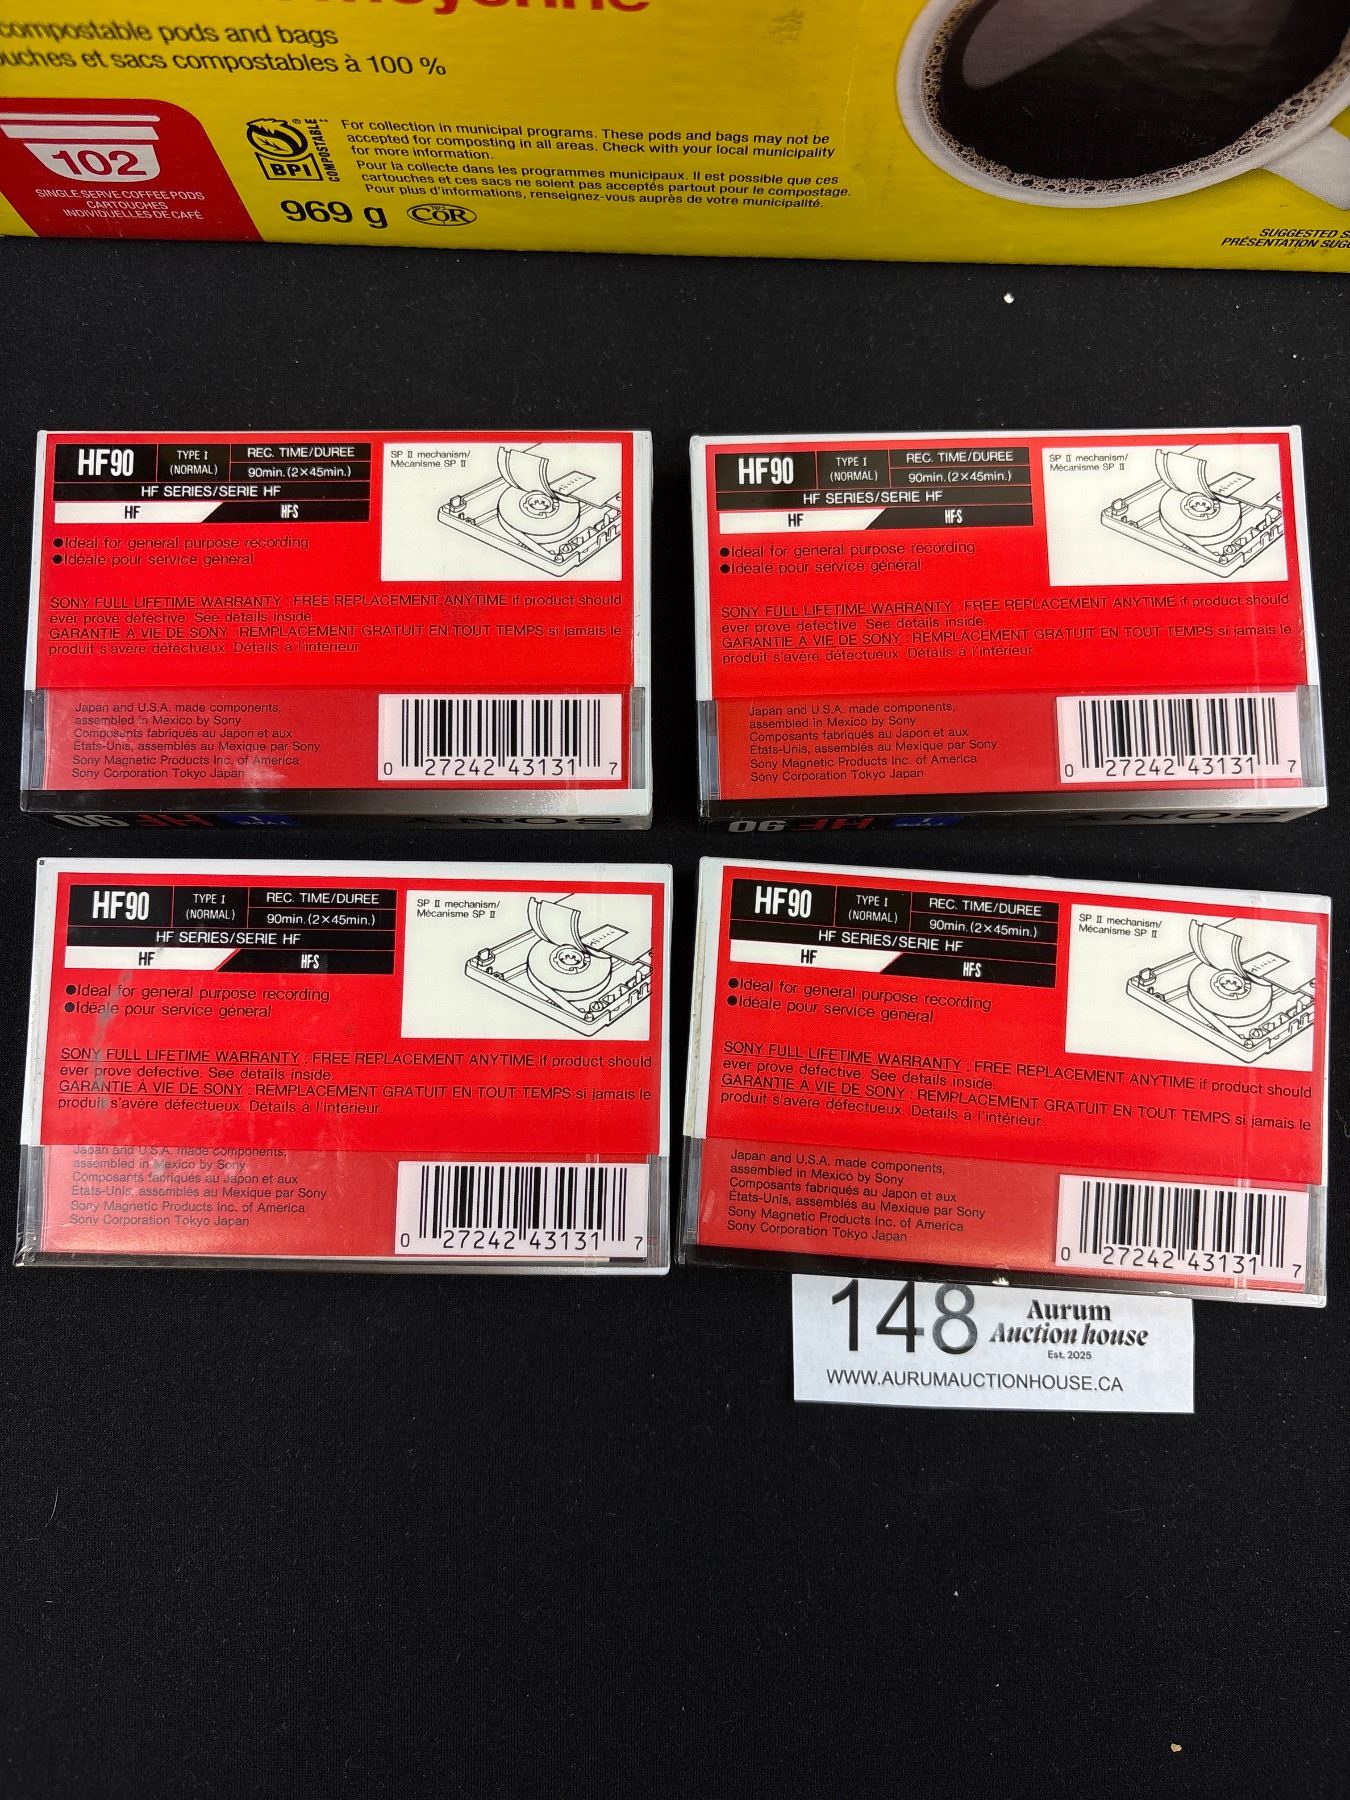 compostable pods and bags
sacs compostables à 100 %
102
SINGLE SERVE COFFEE PODS
CARTOUCHES
INDIVIDUELLES DE CAFÉ
BPI
COMPOSTABLE
For collection in municipal programs. These pods and bags may not be
accepted for composting in all areas. Check with your local municipality
for more information.
Pour la collecte dans les programmes municipaux. Il est possible que ces
cartouches et ces sacs ne soient pas acceptés partout pour le compostage.
Pour plus d'informations, renseignez-vous auprès de votre municipalité.
969 g
COR
SUGGESTED
PRÉSENTATION
HF90
TYPE I
(NORMAL)
REC. TIME/DUREE
90min.(2×45min.)
HF SERIES/SERIE HF
HF HFS
●Ideal for general purpose recording
●Idéale pour service général
SP II mechanism/
Mécanisme SP II
SONY FULL LIFETIME WARRANTY : FREE REPLACEMENT ANYTIME if product should
ever prove defective. See details inside.
GARANTIE À VIE DE SONY : REMPLACEMENT GRATUIT EN TOUT TEMPS si jamais le
produit s'avère défectueux. Détails à l'intérieur.
Japan and U.S.A. made components,
assembled in Mexico by Sony
Composants fabriqués au Japon et aux
États-Unis, assemblés au Mexique par Sony
Sony Magnetic Products Inc. of America
Sony Corporation Tokyo Japan
0 27242 43131 7
SONY TYPE I HF 90
HF90
TYPE I
(NORMAL)
REC. TIME/DUREE
90min.(2×45min.)
HF SERIES/SERIE HF
HF HFS
●Ideal for general purpose recording
●Idéale pour service général
SP II mechanism/
Mécanisme SP II
SONY FULL LIFETIME WARRANTY : FREE REPLACEMENT ANYTIME if product should
ever prove defective. See details inside.
GARANTIE À VIE DE SONY : REMPLACEMENT GRATUIT EN TOUT TEMPS si jamais le
produit s'avère défectueux. Détails à l'intérieur.
Japan and U.S.A. made components,
assembled in Mexico by Sony
Composants fabriqués au Japon et aux
États-Unis, assemblés au Mexique par Sony
Sony Magnetic Products Inc. of America
Sony Corporation Tokyo Japan
0 27242 43131 7
SONY TYPE I HF 90
HF90
TYPE I
(NORMAL)
REC. TIME/DUREE
90min.(2×45min.)
HF SERIES/SERIE HF
HF HFS
●Ideal for general purpose recording
●Idéale pour service général
SP II mechanism/
Mécanisme SP II
SONY FULL LIFETIME WARRANTY : FREE REPLACEMENT ANYTIME if product should
ever prove defective. See details inside.
GARANTIE À VIE DE SONY : REMPLACEMENT GRATUIT EN TOUT TEMPS si jamais le
produit s'avère défectueux. Détails à l'intérieur
Japan and U.S.A. made components,
assembled in Mexico by Sony
Composants fabriqués au Japon et aux
États-Unis, assemblés au Mexique par Sony
Sony Magnetic Products Inc. of America
Sony Corporation Tokyo Japan
0 27242 43131 7
HF90
TYPE I
(NORMAL)
REC. TIME/DUREE
90min.(2×45min.)
HF SERIES/SERIE HF
HF HFS
●Ideal for general purpose recording
●Idéale pour service général
SP II mechanism/
Mécanisme SP II
SONY FULL LIFETIME WARRANTY : FREE REPLACEMENT ANYTIME if product should
ever prove defective. See details inside.
GARANTIE À VIE DE SONY : REMPLACEMENT GRATUIT EN TOUT TEMPS si jamais le
produit s'avère défectueux. Détails à l'intérieur.
Japan and U.S.A. made components,
assembled in Mexico by Sony
Composants fabriqués au Japon et aux
États-Unis, assemblés au Mexique par Sony
Sony Magnetic Products Inc. of America
Sony Corporation Tokyo Japan
0 27242 43131 7
148
Aurum
Auction house
Est. 2025
WWW.AURUMAUCTIONHOUSE.CA